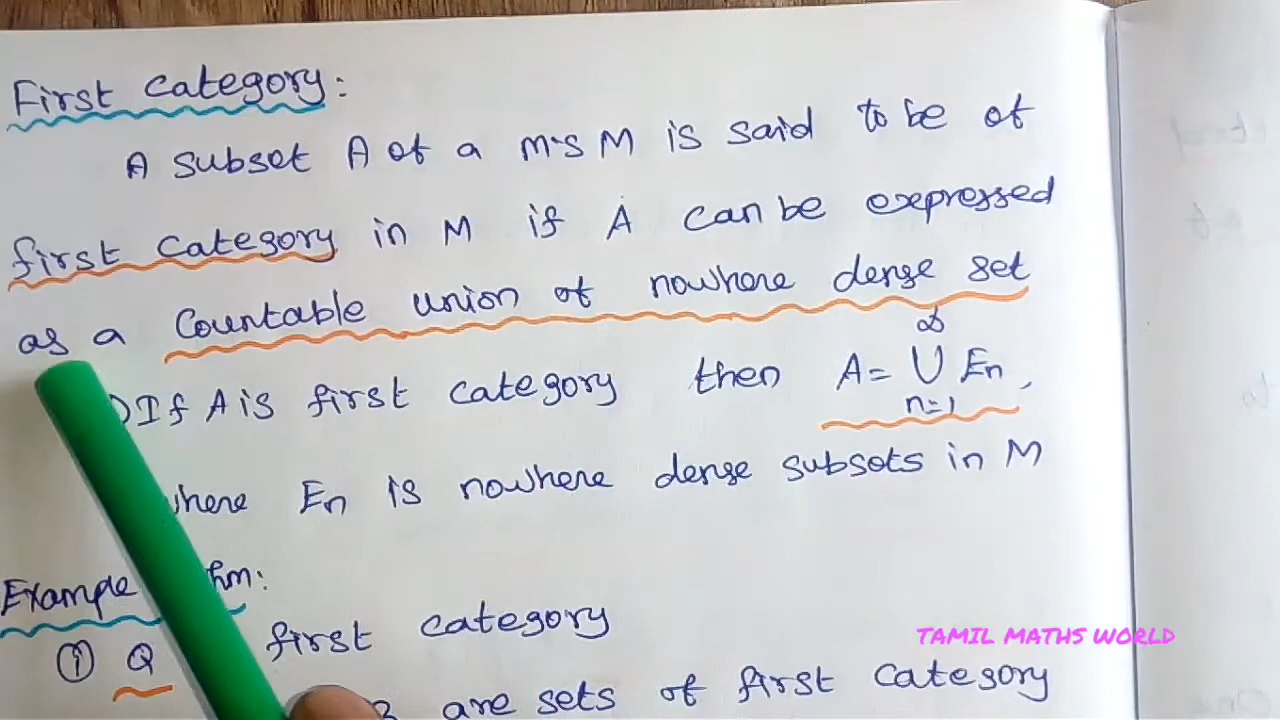 First Category:
A subset A of a m.s M is said to be of
first category in M if A can be expressed
as a Countable union of nowhere dense set
If A is first category then A = ∞ ∪ n=1 En,
where En is nowhere dense subsets in M
Example thm:
① Q first category
TAMIL MATHS WORLD
are sets of first Category